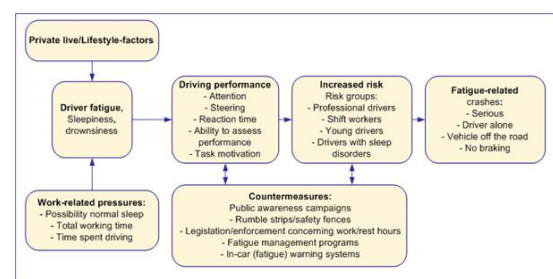 Private live/Lifestyle-factors
Driver fatigue,
Sleepiness,
drownsiness
Work-related pressures:
- Possibility normal sleep
- Total working time
- Time spent driving
Driving performance
- Attention
- Steering
- Reaction time
- Ability to assess
performance
- Task motivation
Increased risk
Risk groups:
- Professional drivers
- Shift workers
- Young drivers
- Drivers with sleep
disorders
Fatigue-related
crashes:
- Serious
- Driver alone
- Vehicle off the road
- No braking
Countermeasures:
Public awareness campaigns
- Rumble strips/safety fences
- Legislation/enforcement concerning work/rest hours
- Fatigue management programs
- In-car (fatigue) warning systems